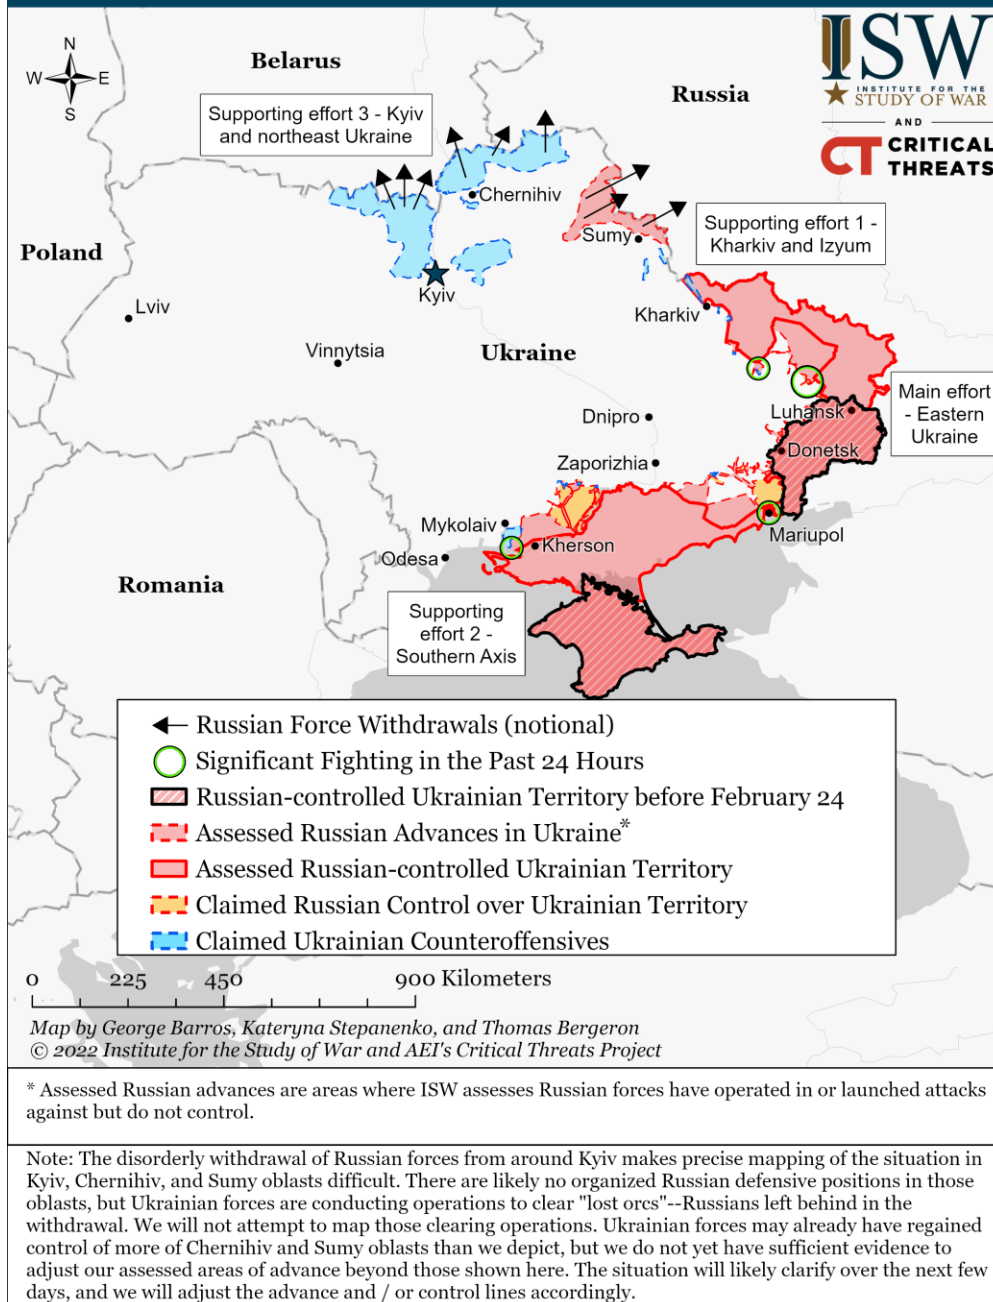 N
W E
S
Belarus
Russia
ISW
INSTITUTE FOR THE
STUDY OF WAR
AND
CT CRITICAL
THREATS
Supporting effort 3 - Kyiv
and northeast Ukraine
Chernihiv
Sumy
Supporting effort 1 -
Kharkiv and Izyum
Poland
Kyiv
Lviv
Kharkiv
Vinnytsia
Ukraine
Main effort
- Eastern
Ukraine
Dnipro
Luhansk
Donetsk
Zaporizhia
Mykolaiv
Kherson
Mariupol
Odesa
Romania
Supporting
effort 2 -
Southern Axis
Russian Force Withdrawals (notional)
Significant Fighting in the Past 24 Hours
Russian-controlled Ukrainian Territory before February 24
Assessed Russian Advances in Ukraine*
Assessed Russian-controlled Ukrainian Territory
Claimed Russian Control over Ukrainian Territory
Claimed Ukrainian Counteroffensives
0 225 450 900 Kilometers
Map by George Barros, Kateryna Stepanenko, and Thomas Bergeron
© 2022 Institute for the Study of War and AEI's Critical Threats Project
* Assessed Russian advances are areas where ISW assesses Russian forces have operated in or launched attacks
against but do not control.
Note: The disorderly withdrawal of Russian forces from around Kyiv makes precise mapping of the situation in
Kyiv, Chernihiv, and Sumy oblasts difficult. There are likely no organized Russian defensive positions in those
oblasts, but Ukrainian forces are conducting operations to clear "lost orcs"--Russians left behind in the
withdrawal. We will not attempt to map those clearing operations. Ukrainian forces may already have regained
control of more of Chernihiv and Sumy oblasts than we depict, but we do not yet have sufficient evidence to
adjust our assessed areas of advance beyond those shown here. The situation will likely clarify over the next few
days, and we will adjust the advance and / or control lines accordingly.